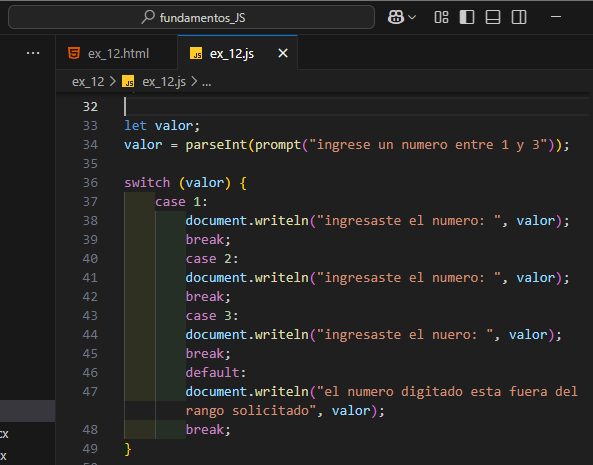 fundamentos_JS
... ex_12.html JS ex_12.js
ex_12 > JS ex_12.js > ...
32
33 let valor;
34 valor = parseInt(prompt("ingrese un numero entre 1 y 3"));
35
36 switch (valor) {
37 case 1:
38 document.writeln("ingresaste el numero: ", valor);
39 break;
40 case 2:
41 document.writeln("ingresaste el numero: ", valor);
42 break;
43 case 3:
44 document.writeln("ingresaste el nuero: ", valor);
45 break;
46 default:
47 document.writeln("el numero digitado esta fuera del
rango solicitado", valor);
48 break;
49 }
cx
x